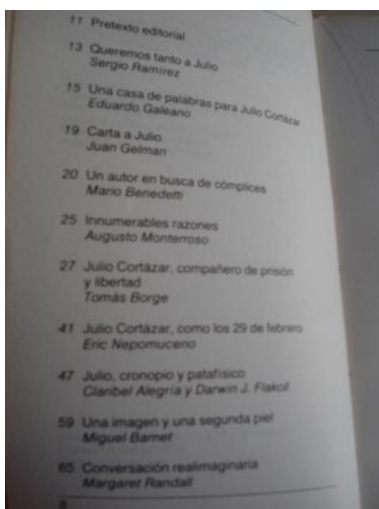 11 Pretexto editorial
13 Queremos tanto a Julio
Sergio Ramírez
15 Una casa de palabras para Julio Cortázar
Eduardo Galeano
19 Carta a Julio
Juan Gelman
20 Un autor en busca de cómplices
Mario Benedetti
25 Innumerables razones
Augusto Monterroso
27 Julio Cortázar, compañero de prisión
y libertad
Tomás Borge
41 Julio Cortázar, como los 29 de febrero
Eric Nepomuceno
47 Julio, cronopio y patafísico
Claribel Alegría y Darwin J. Flakoll
59 Una imagen y una segunda piel
Miguel Barnet
65 Conversación realimaginaria
Margaret Randall